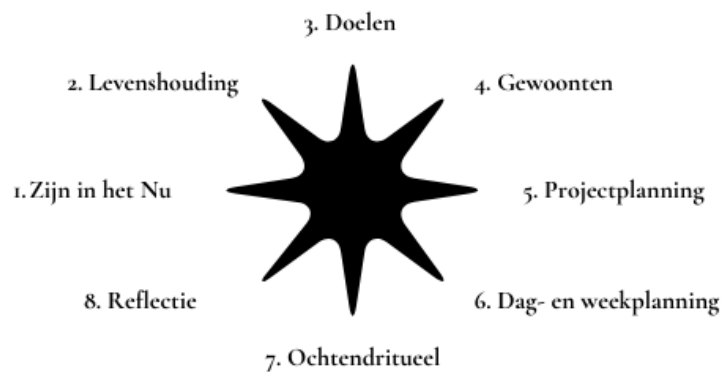 3. Doelen
2. Levenshouding
4. Gewoonten
1. Zijn in het Nu
5. Projectplanning
8. Reflectie
6. Dag- en weekplanning
7. Ochtendritueel